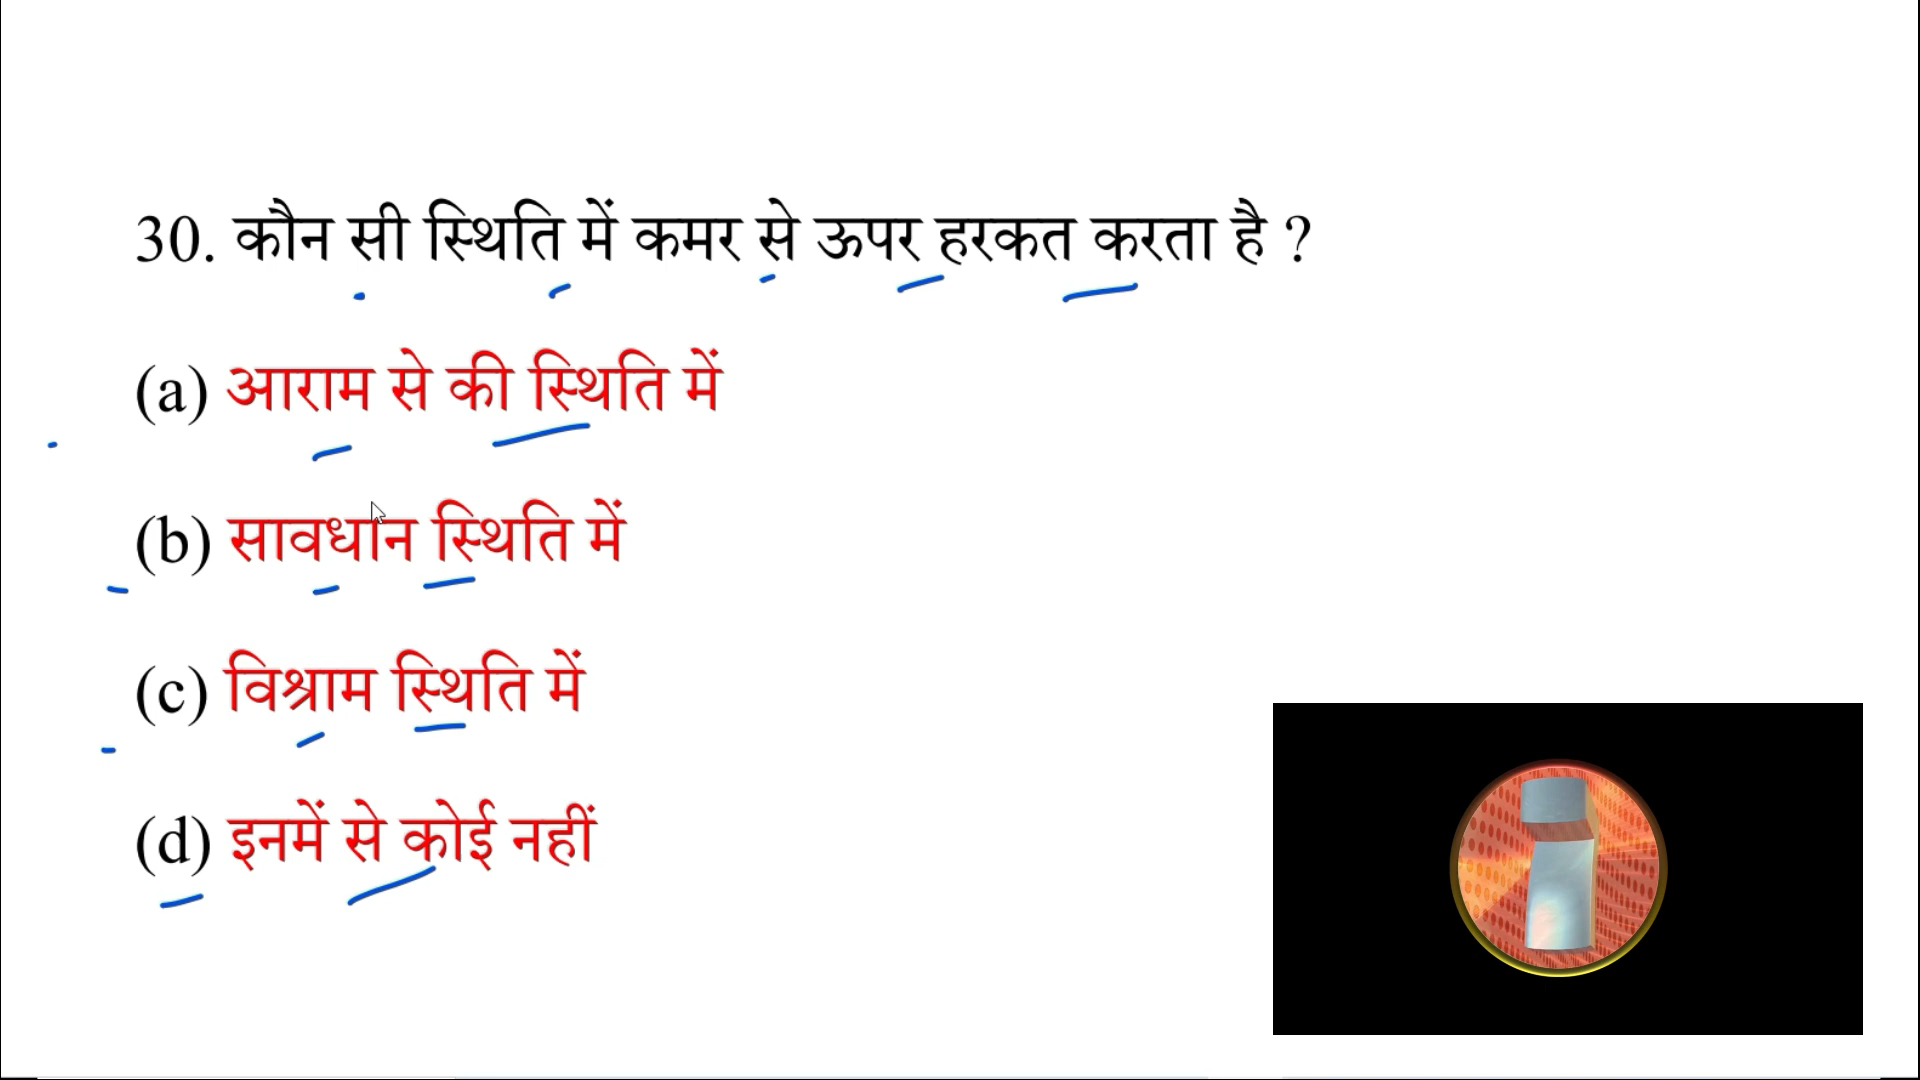 30. कौन सी स्थिति में कमर से ऊपर हरकत करता है ?
(a) आराम से की स्थिति में
(b) सावधान स्थिति में
(c) विश्राम स्थिति में
(d) इनमें से कोई नहीं